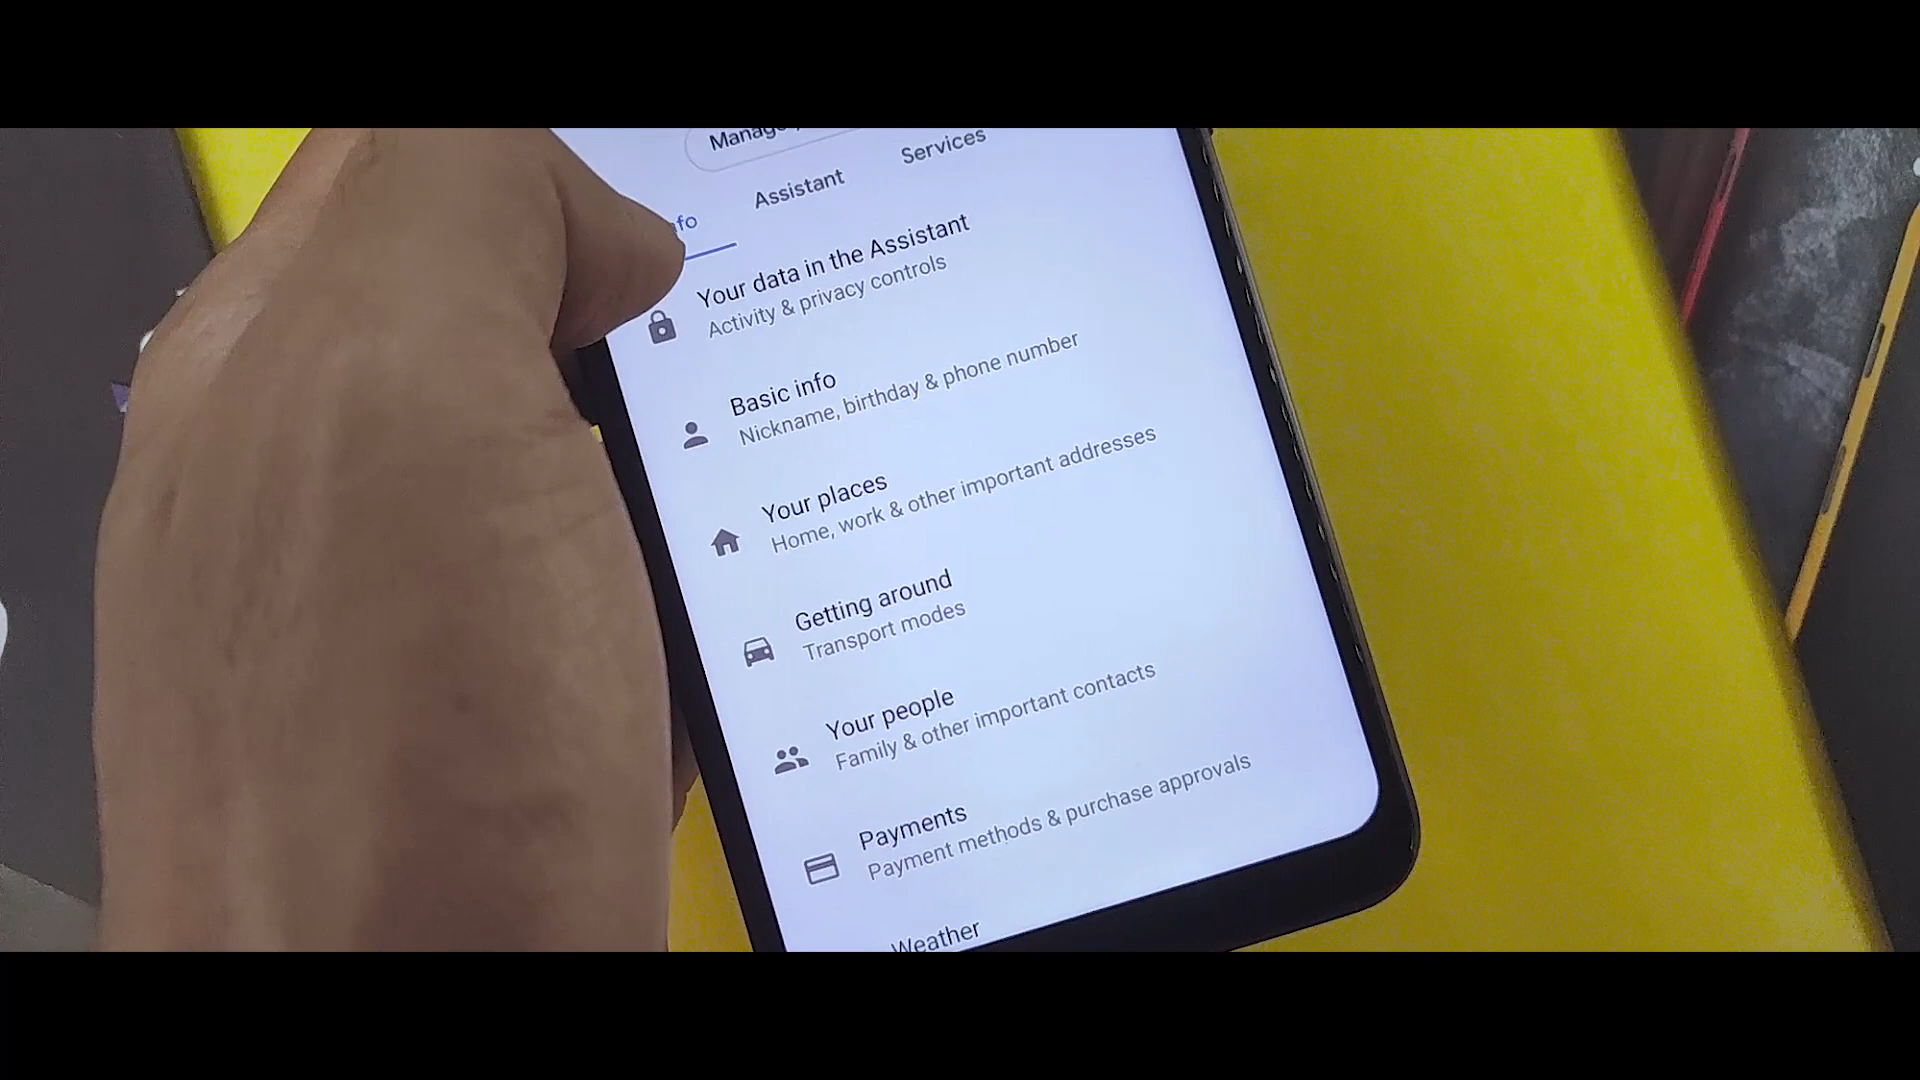 Services
Assistant
Your data in the Assistant
Activity & privacy controls
Basic info
Nickname, birthday & phone number
Your places
Home, work & other important addresses
Getting around
Transport modes
Your people
Family & other important contacts
Payments
Payment methods & purchase approvals
Weather